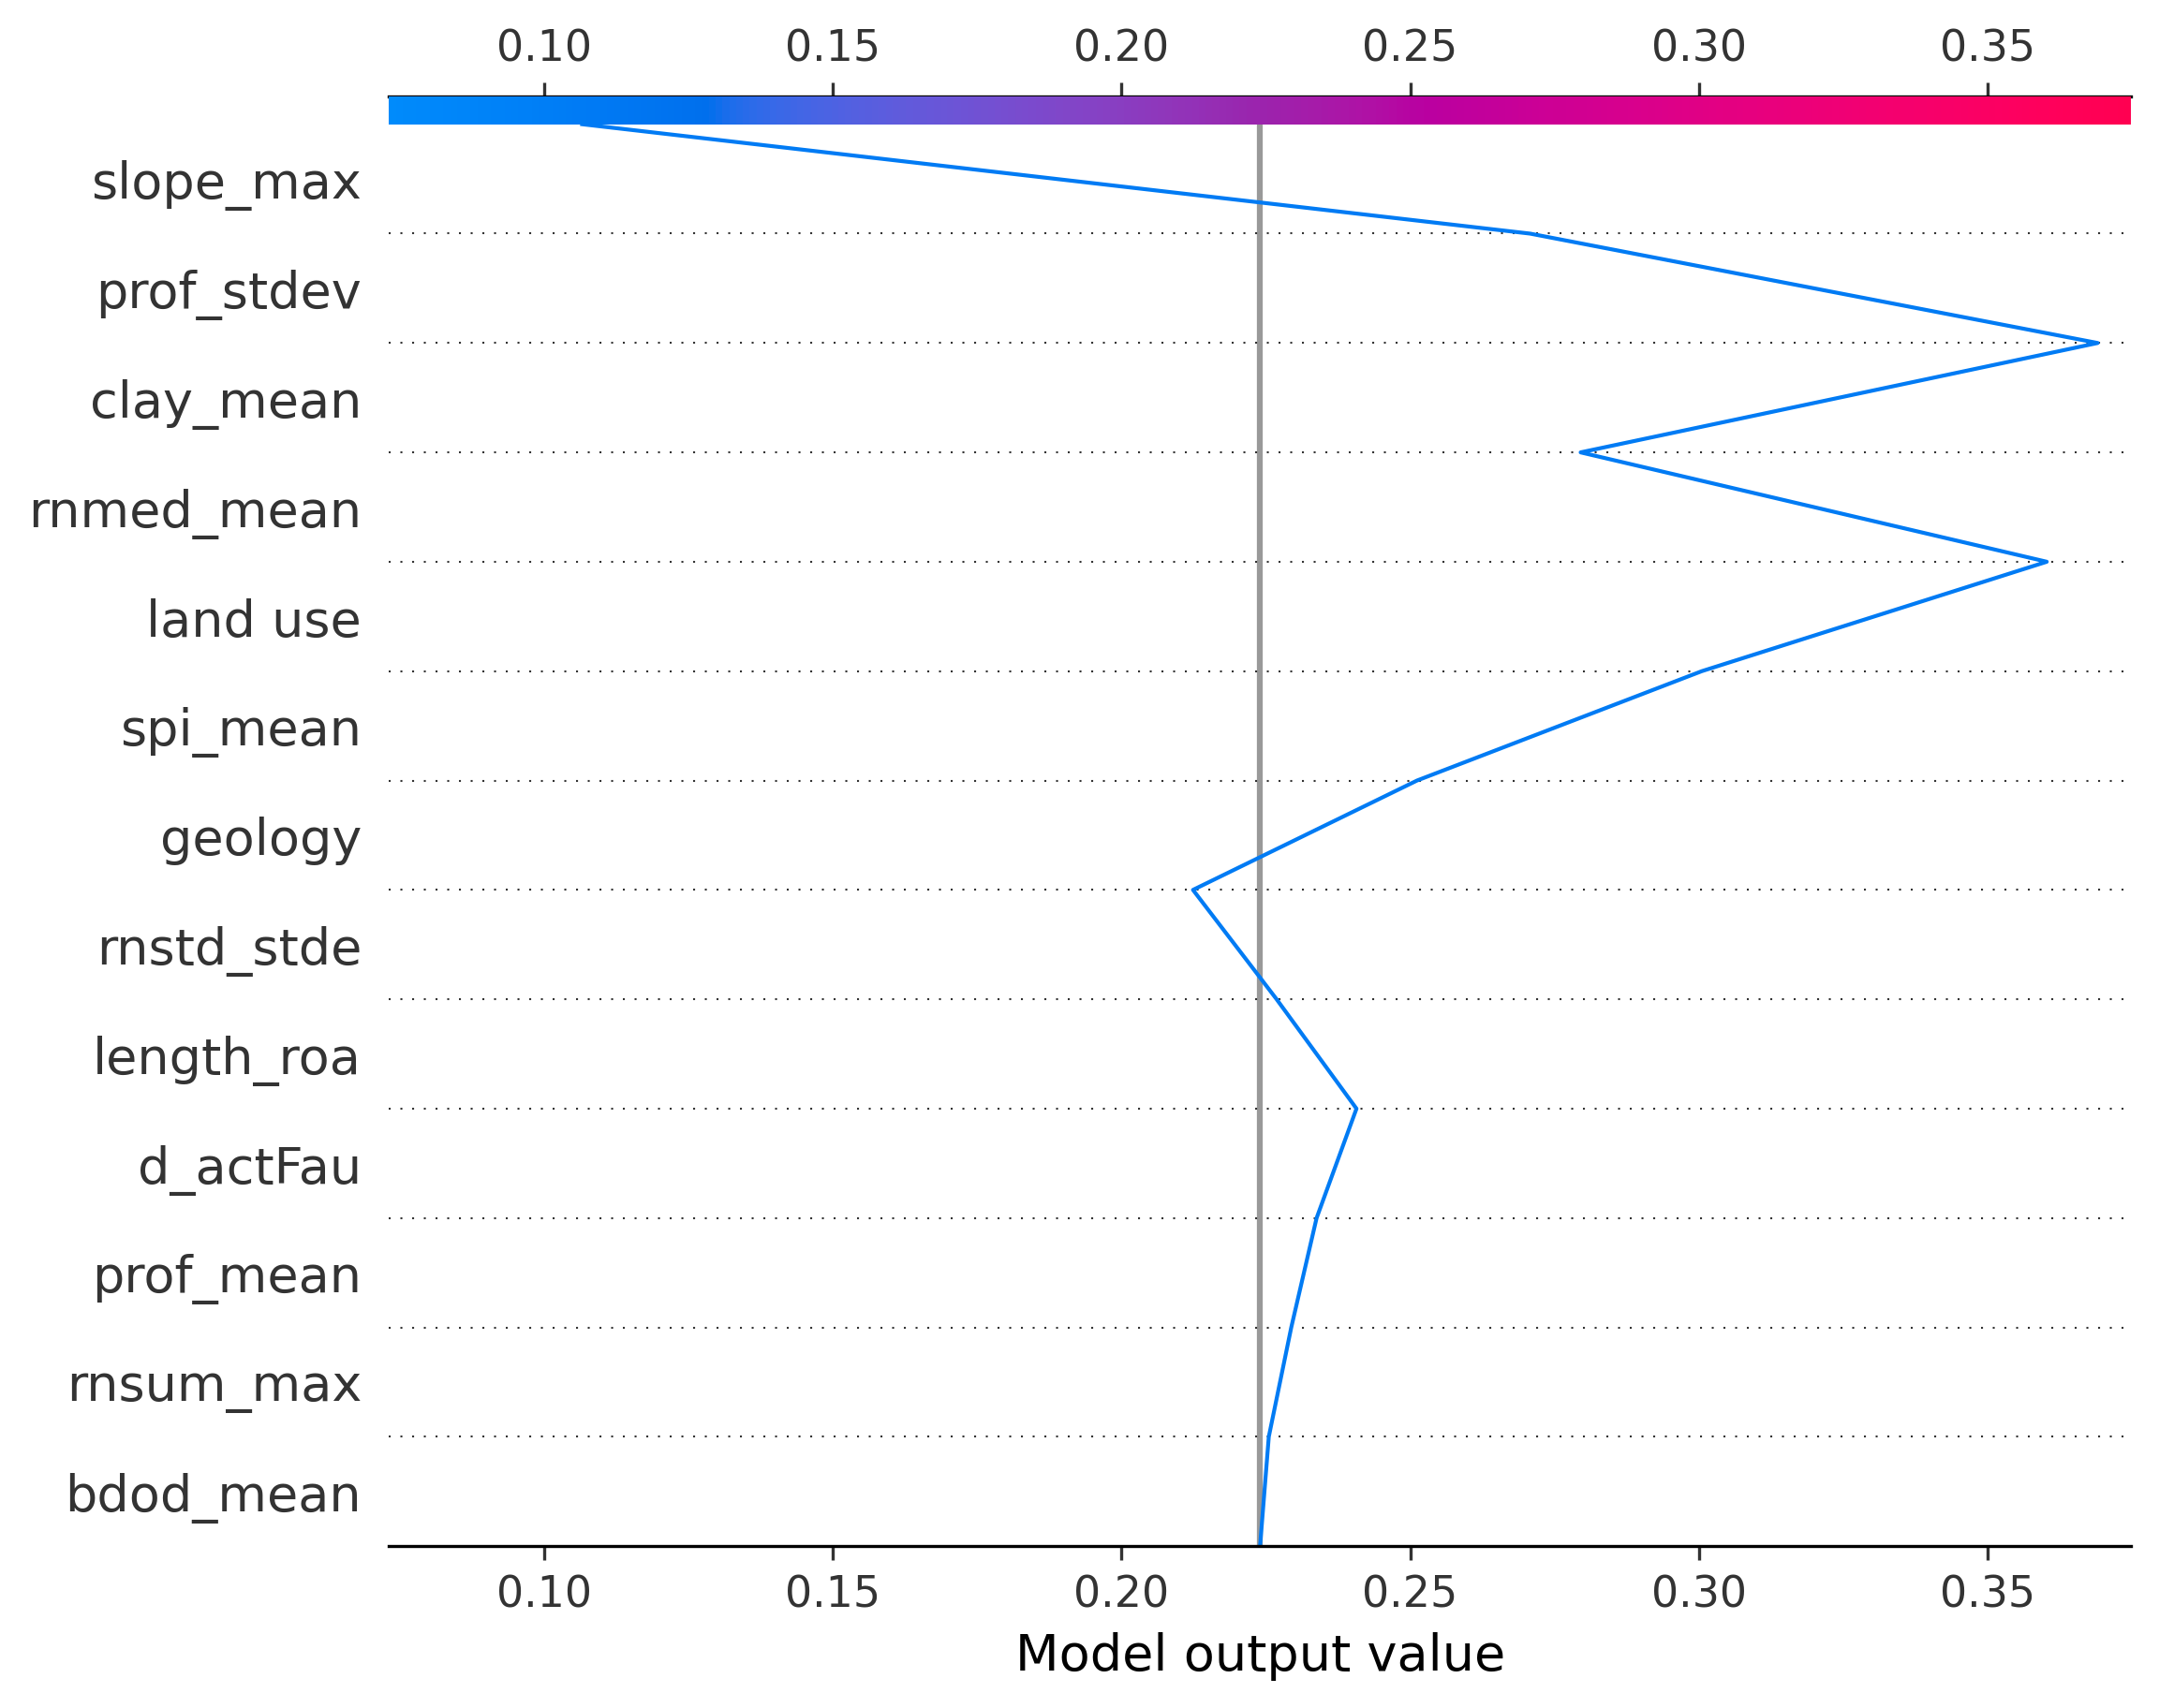 0.10 0.15 0.20 0.25 0.30 0.35
slope_max
prof_stdev
clay_mean
rnmed_mean
land use
spi_mean
geology
rnstd_stde
length_roa
d_actFau
prof_mean
rnsum_max
bdod_mean
0.10 0.15 0.20 0.25 0.30 0.35
Model output value